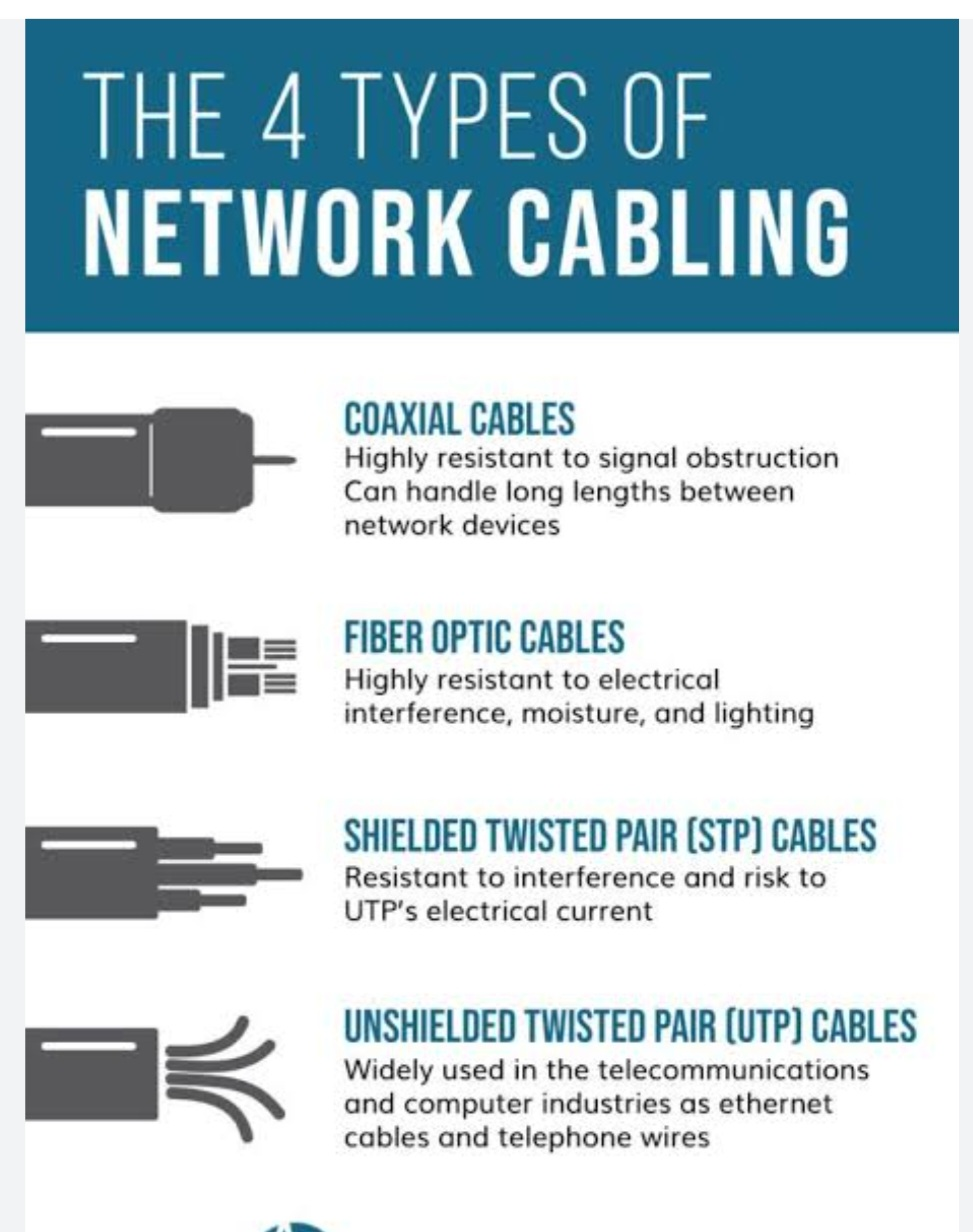 THE 4 TYPES OF
NETWORK CABLING
COAXIAL CABLES
Highly resistant to signal obstruction
Can handle long lengths between
network devices
FIBER OPTIC CABLES
Highly resistant to electrical
interference, moisture, and lighting
SHIELDED TWISTED PAIR (STP) CABLES
Resistant to interference and risk to
UTP's electrical current
UNSHIELDED TWISTED PAIR (UTP) CABLES
Widely used in the telecommunications
and computer industries as ethernet
cables and telephone wires